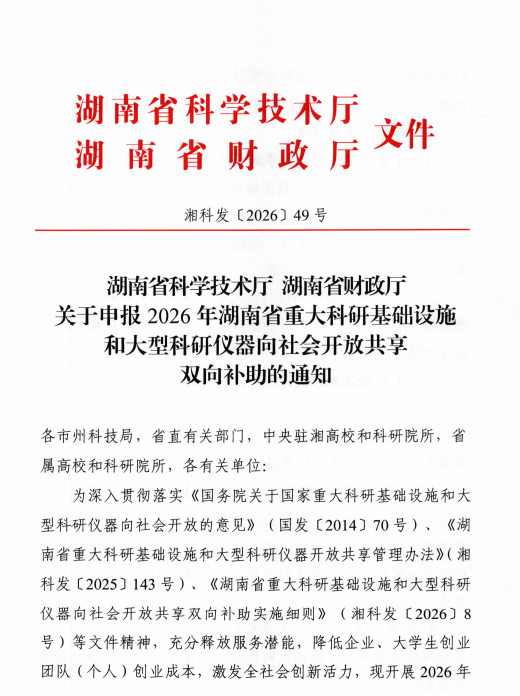 湖南省科学技术厅
湖南省财政厅
文件
湘科发〔2026〕49号
湖南省科学技术厅 湖南省财政厅
关于申报 2026 年湖南省重大科研基础设施
和大型科研仪器向社会开放共享
双向补助的通知
各市州科技局，省直有关部门，中央驻湘高校和科研院所，省
属高校和科研院所，各有关单位：
为深入贯彻落实《国务院关于国家重大科研基础设施和大
型科研仪器向社会开放的意见》（国发〔2014〕70 号）、《湖
南省重大科研基础设施和大型科研仪器开放共享管理办法》（湘
科发〔2025〕143 号）、《湖南省重大科研基础设施和大型科研
仪器向社会开放共享双向补助实施细则》（湘科发〔2026〕8
号）等文件精神，充分释放服务潜能，降低企业、大学生创业
团队（个人）创业成本，激发全社会创新活力，现开展 2026 年